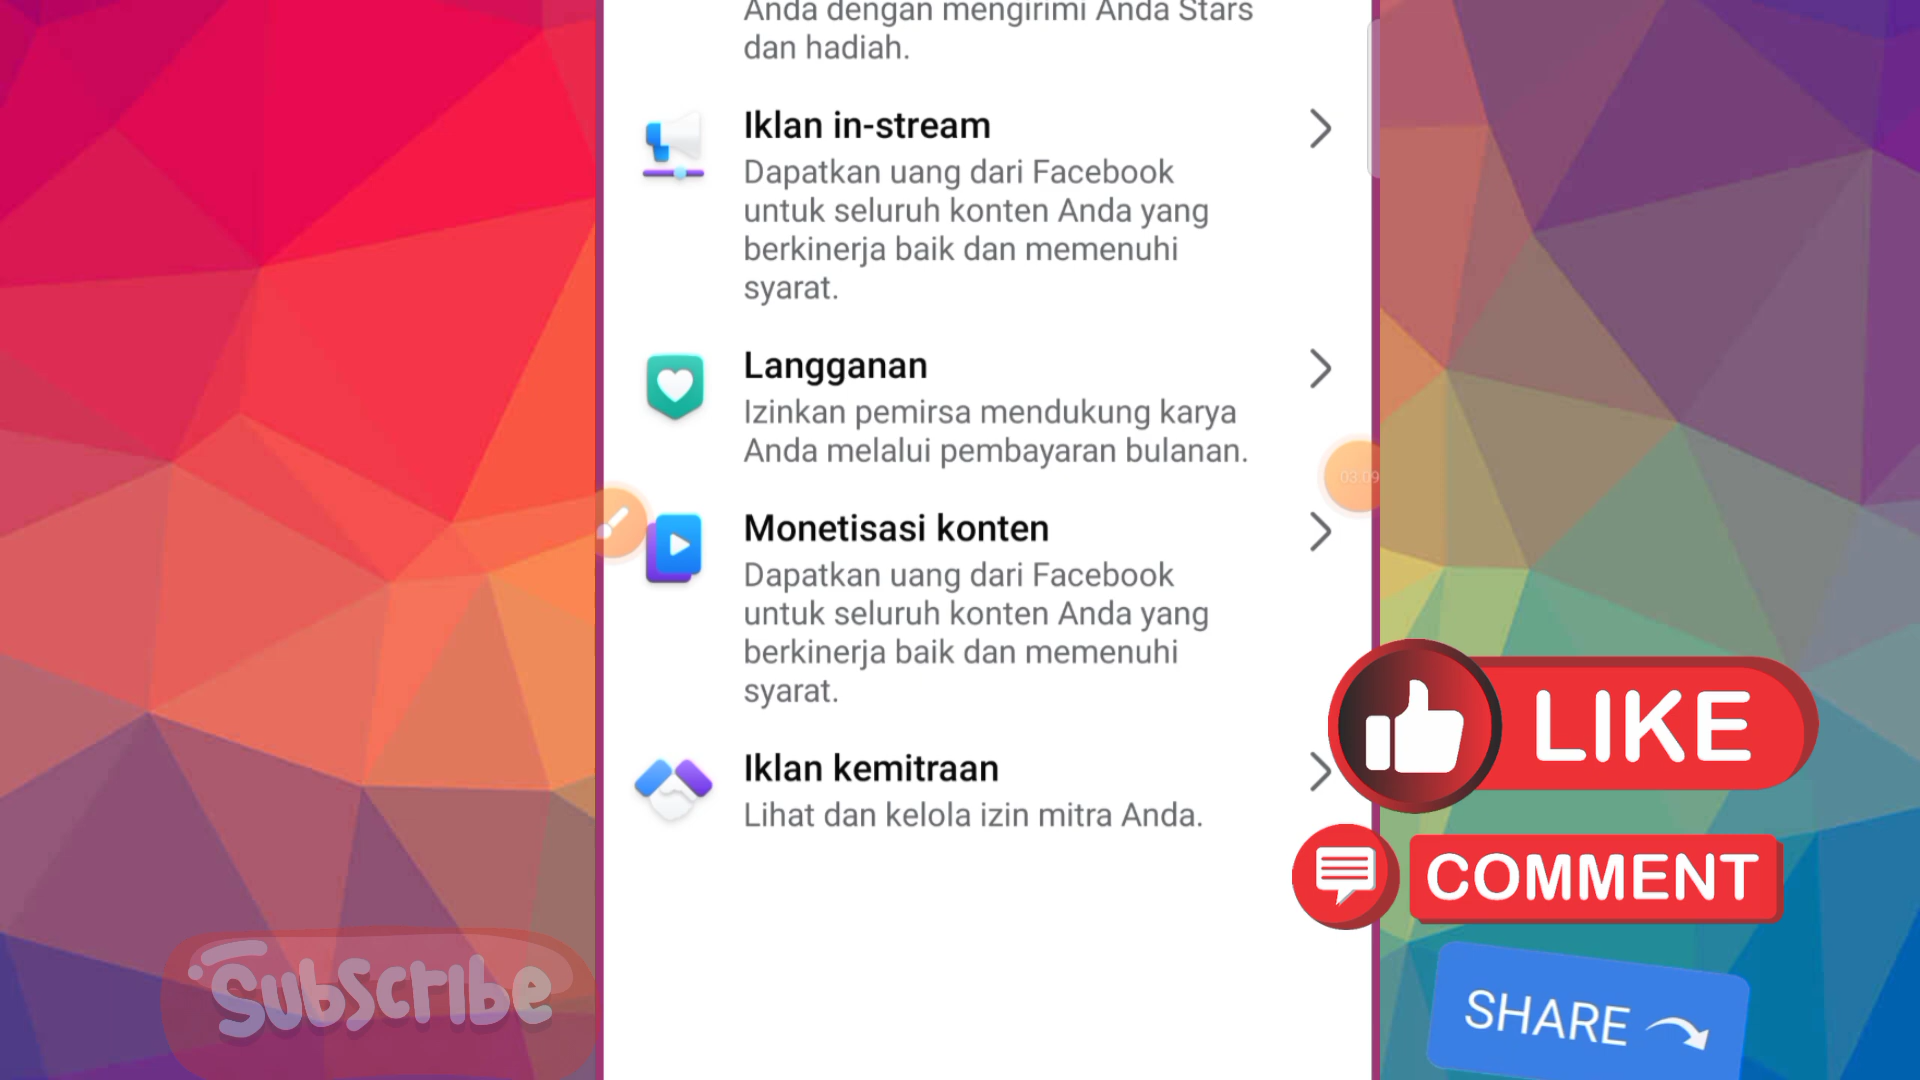 Anda dengan mengirimi Anda Stars
dan hadiah.
Iklan in-stream
Dapatkan uang dari Facebook
untuk seluruh konten Anda yang
berkinerja baik dan memenuhi
syarat.
Langganan
Izinkan pemirsa mendukung karya
Anda melalui pembayaran bulanan.
03:09
Monetisasi konten
Dapatkan uang dari Facebook
untuk seluruh konten Anda yang
berkinerja baik dan memenuhi
syarat.
Iklan kemitraan
Lihat dan kelola izin mitra Anda.
LIKE
COMMENT
SubScribe
SHARE